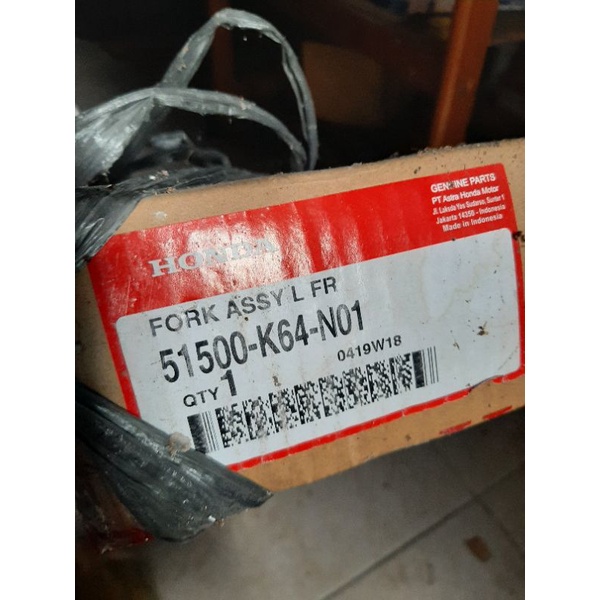 GENUINE PARTS
PT Astra Honda Motor
Jl. Laksda Yos Sudarso, Sunter 1
Jakarta 14350 - Indonesia
Made in Indonesia
HONDA
FORK ASSY L FR
51500-K64-N01
0419W18
QTY 1